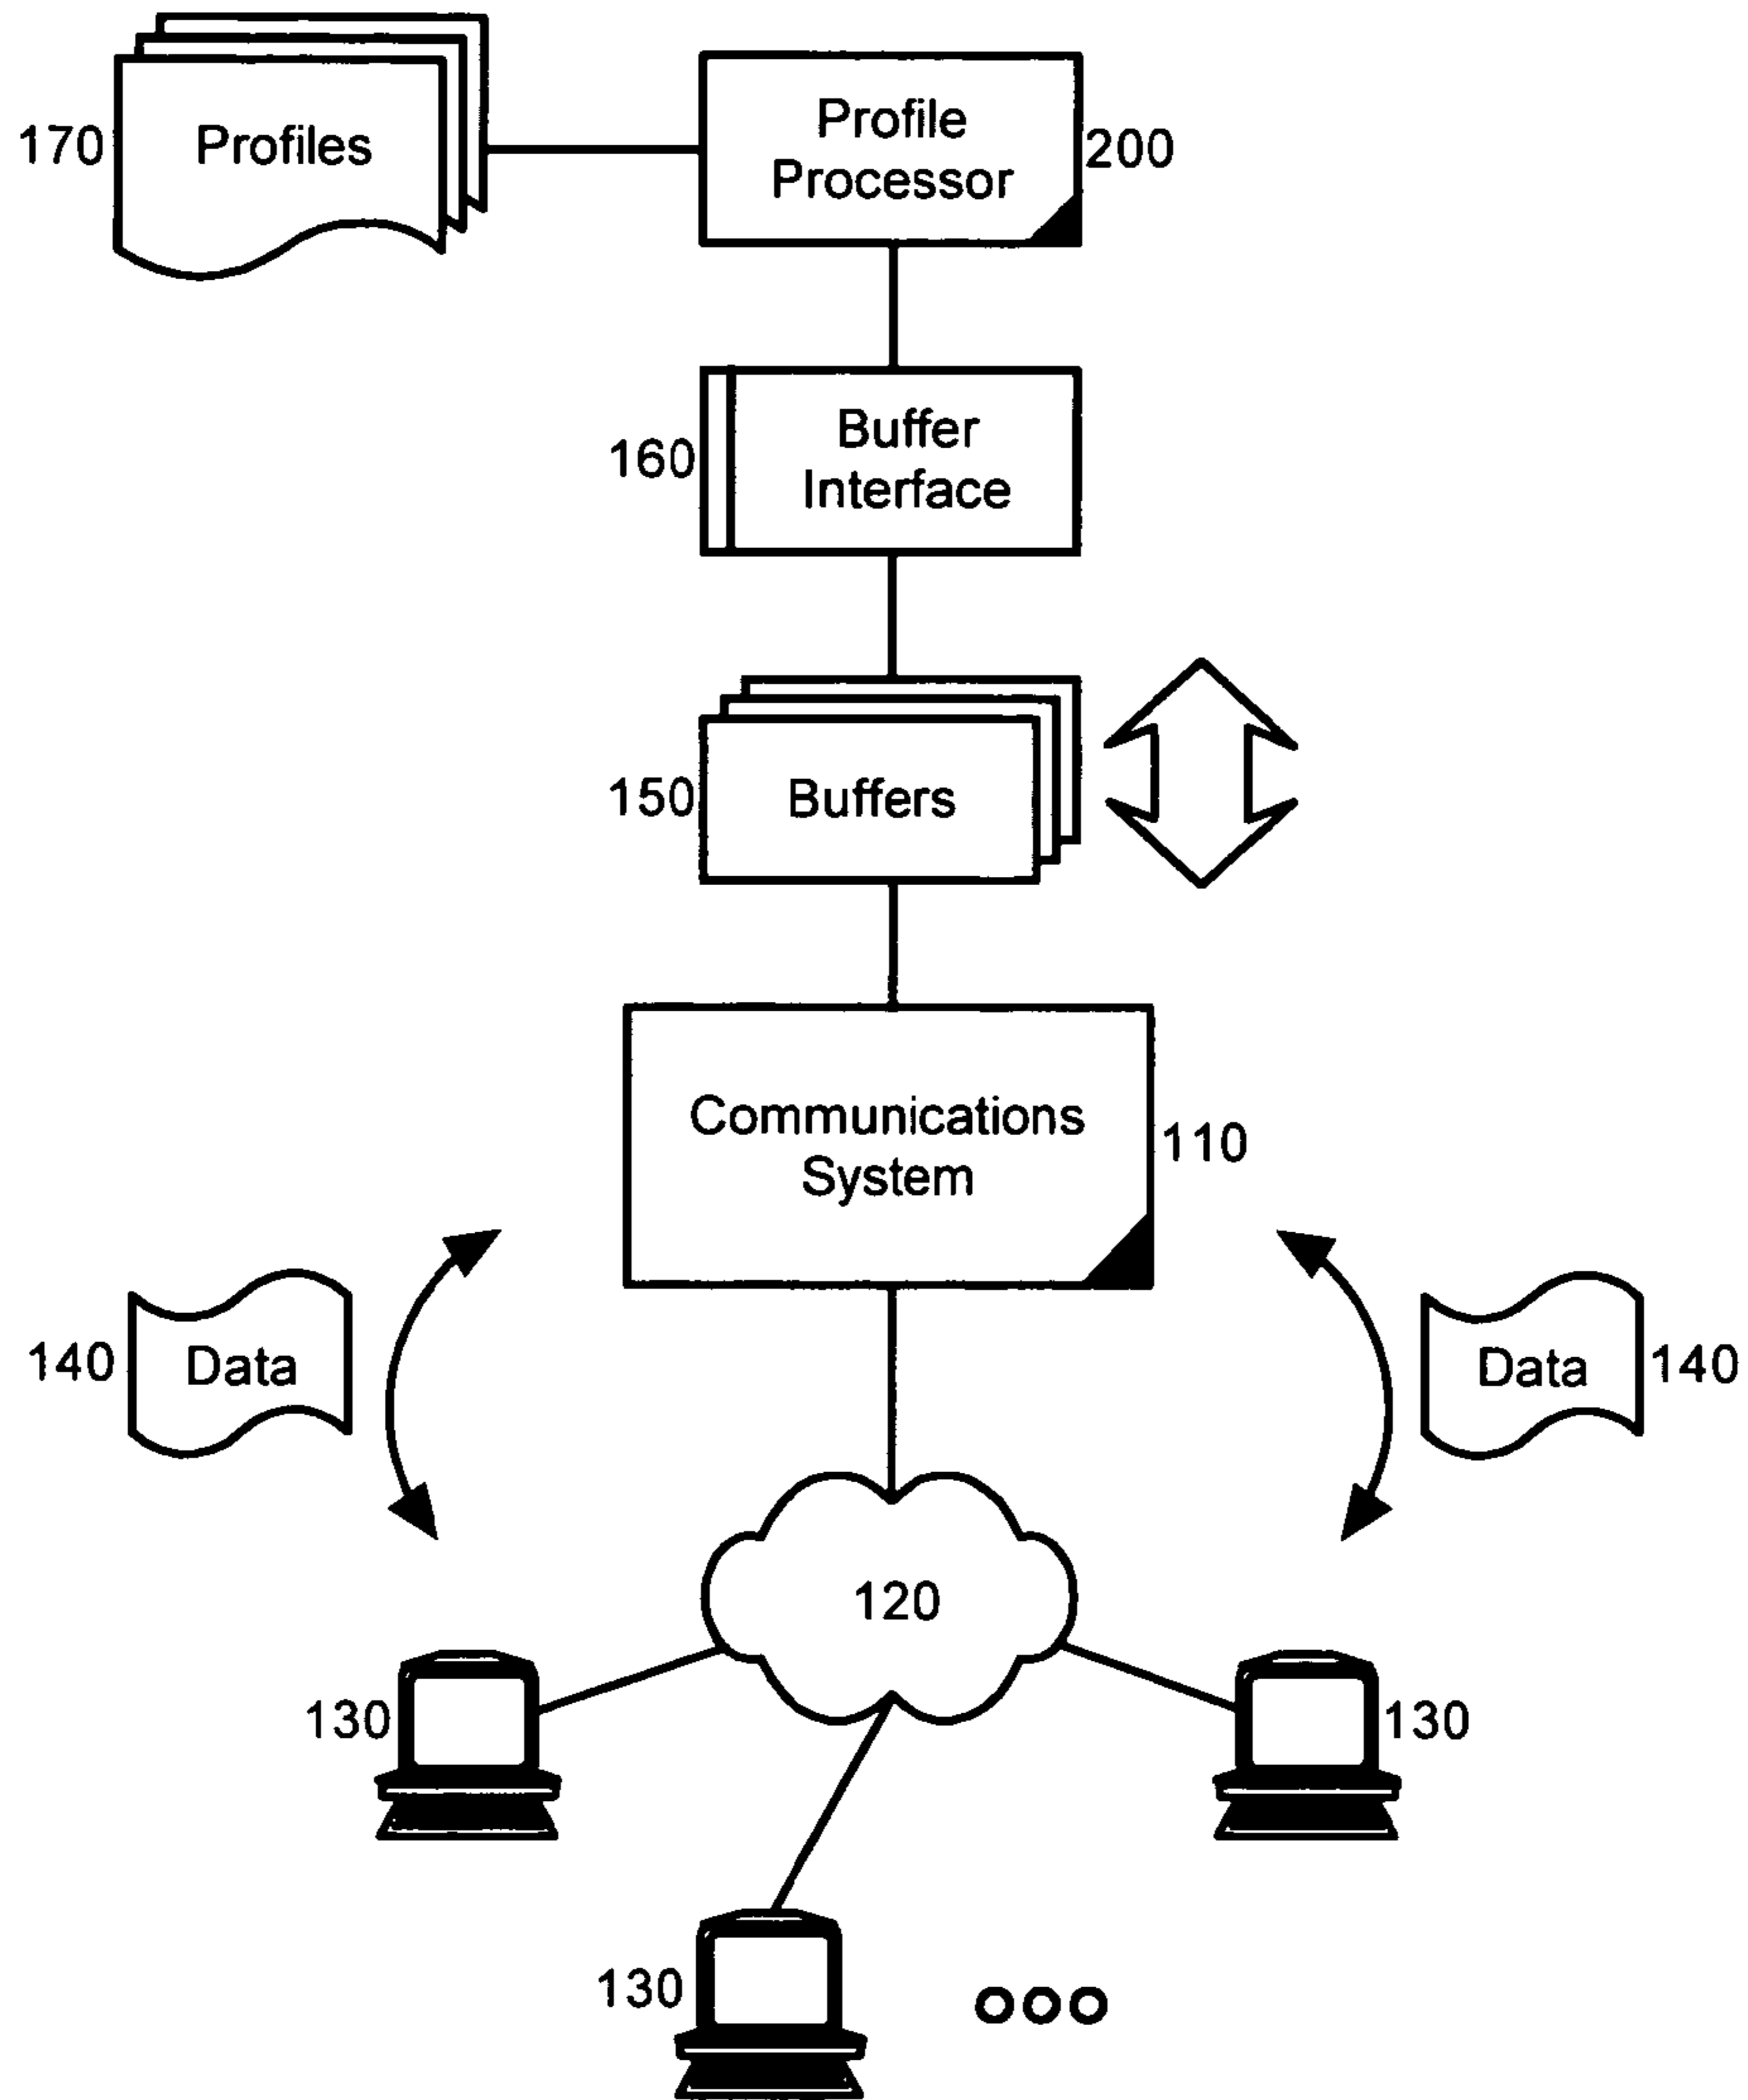 170
Profiles
Profile
Processor
200
160
Buffer
Interface
150
Buffers
Communications
System
110
140
Data
Data
140
120
130
130
130